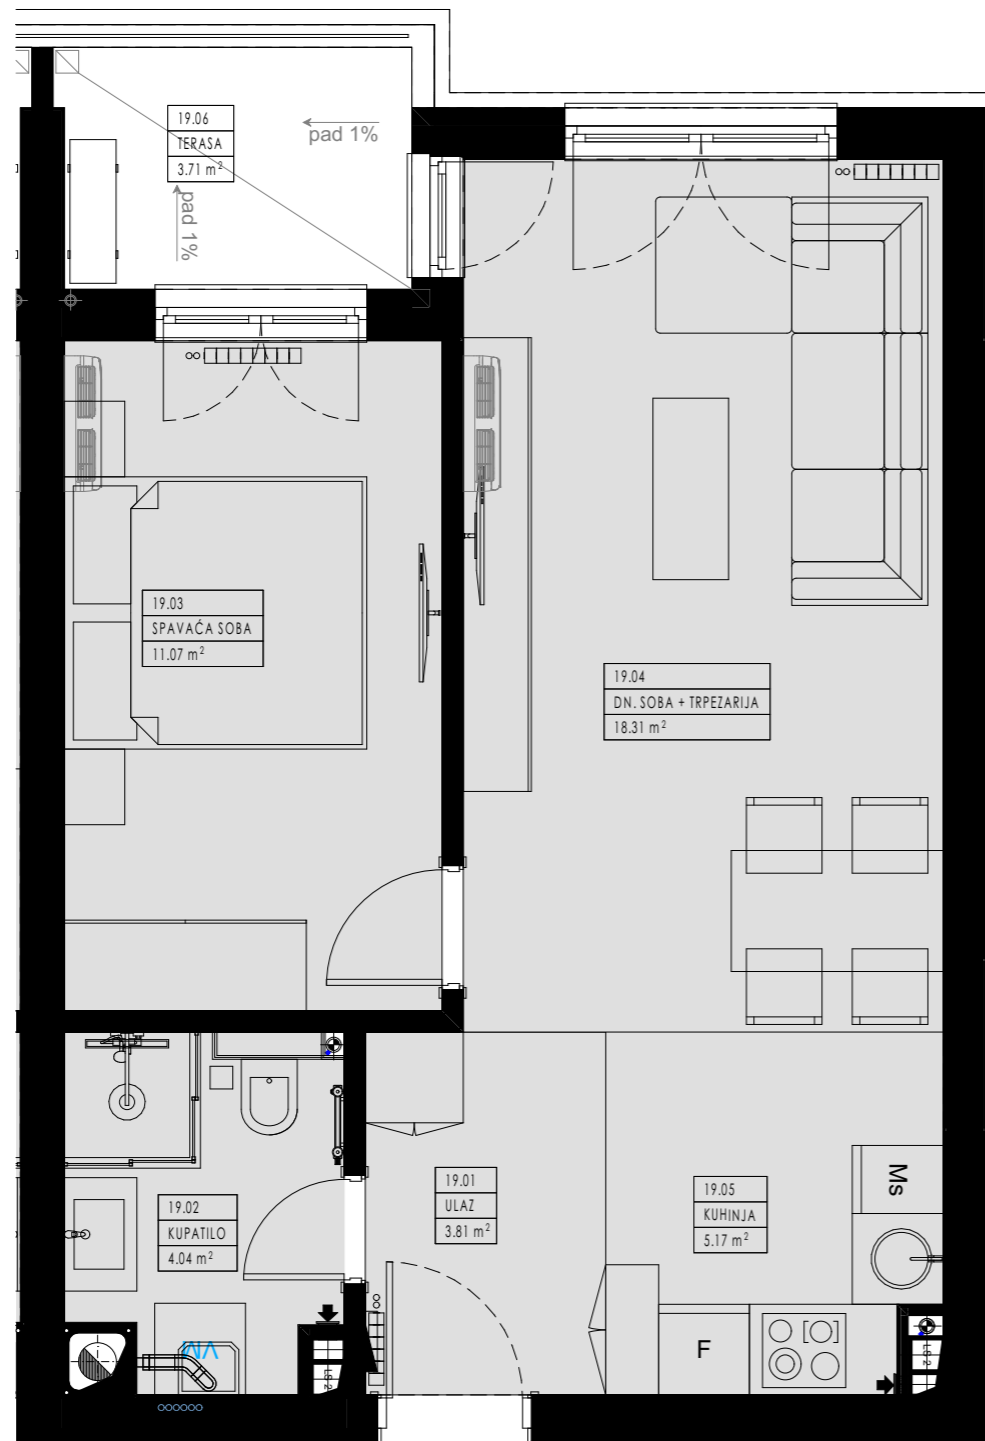 19.06
TERASA
3.71 m²
pad 1%
pad 1%
19.03
SPAVAĆA SOBA
11.07 m²
19.04
DN. SOBA + TRPEZARIJA
18.31 m²
19.01
ULAZ
3.81 m²
19.05
KUHINJA
5.17 m²
Ms
19.02
KUPATILO
4.04 m²
VM
F